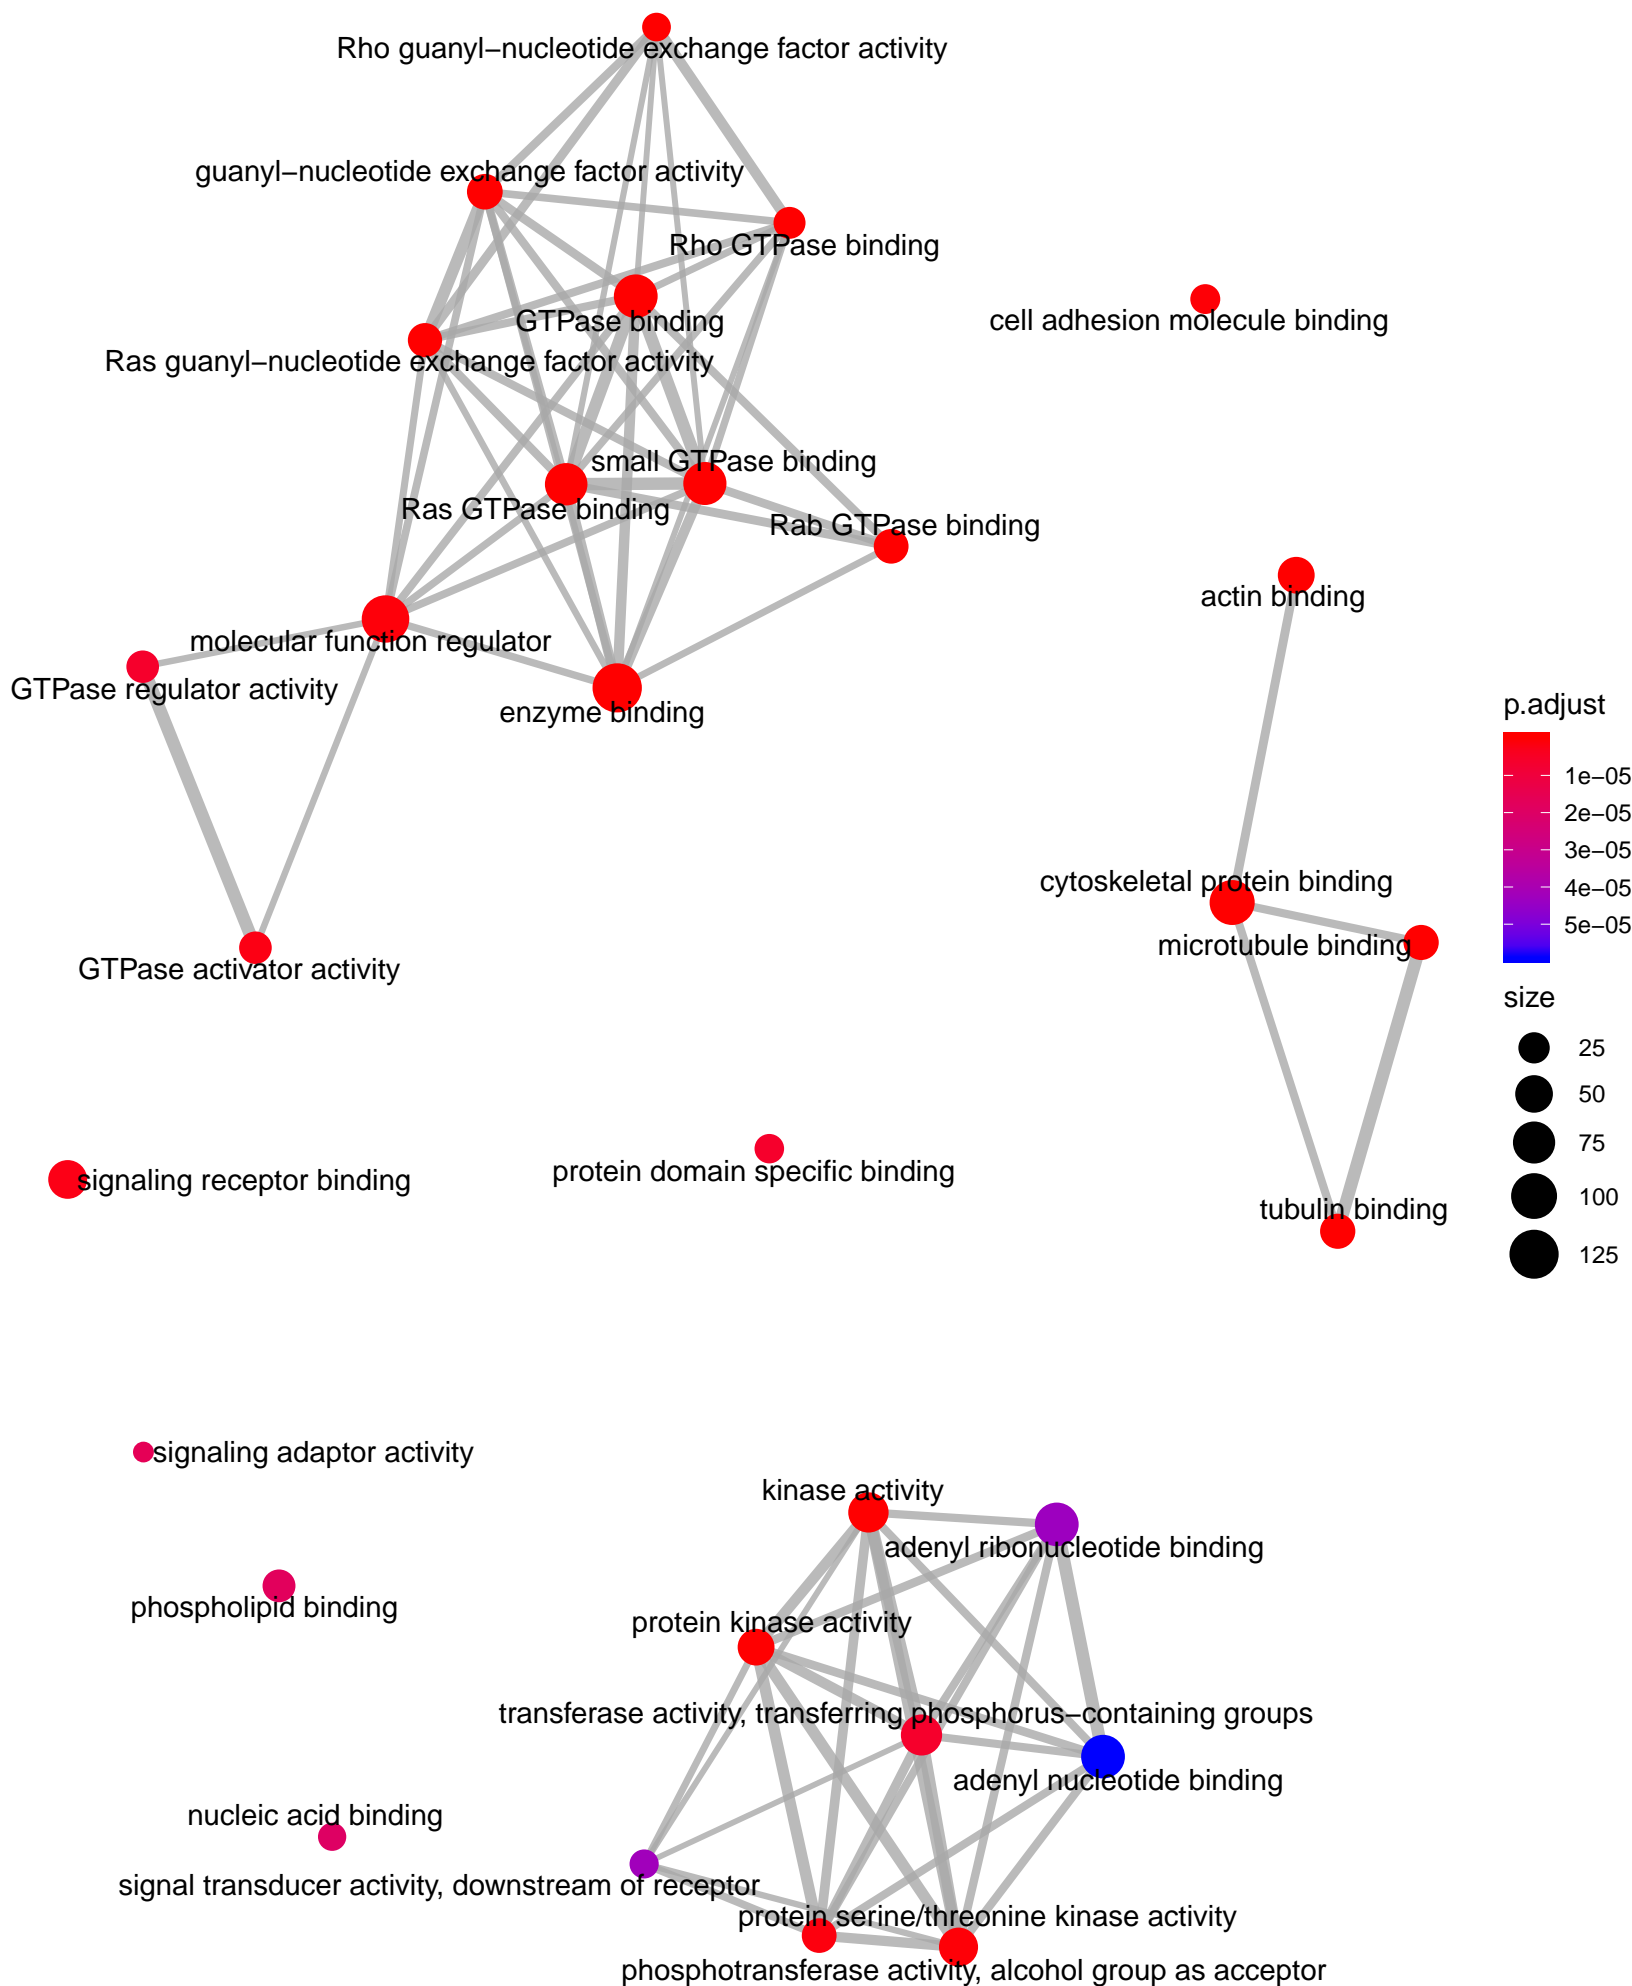 Rho guanyl−nucleotide exchange factor activity
guanyl−nucleotide exchange factor activity
Rho GTPase binding
GTPase binding
cell adhesion molecule binding
Ras guanyl−nucleotide exchange factor activity
small GTPase binding
Ras GTPase binding
Rab GTPase binding
actin binding
molecular function regulator
GTPase regulator activity
enzyme binding
cytoskeletal protein binding
microtubule binding
GTPase activator activity
signaling receptor binding
protein domain specific binding
tubulin binding
signaling adaptor activity
kinase activity
adenyl ribonucleotide binding
phospholipid binding
protein kinase activity
transferase activity, transferring phosphorus−containing groups
adenyl nucleotide binding
nucleic acid binding
signal transducer activity, downstream of receptor
protein serine/threonine kinase activity
phosphotransferase activity, alcohol group as acceptor
p.adjust
1e−05
2e−05
3e−05
4e−05
5e−05
size
25
50
75
100
125